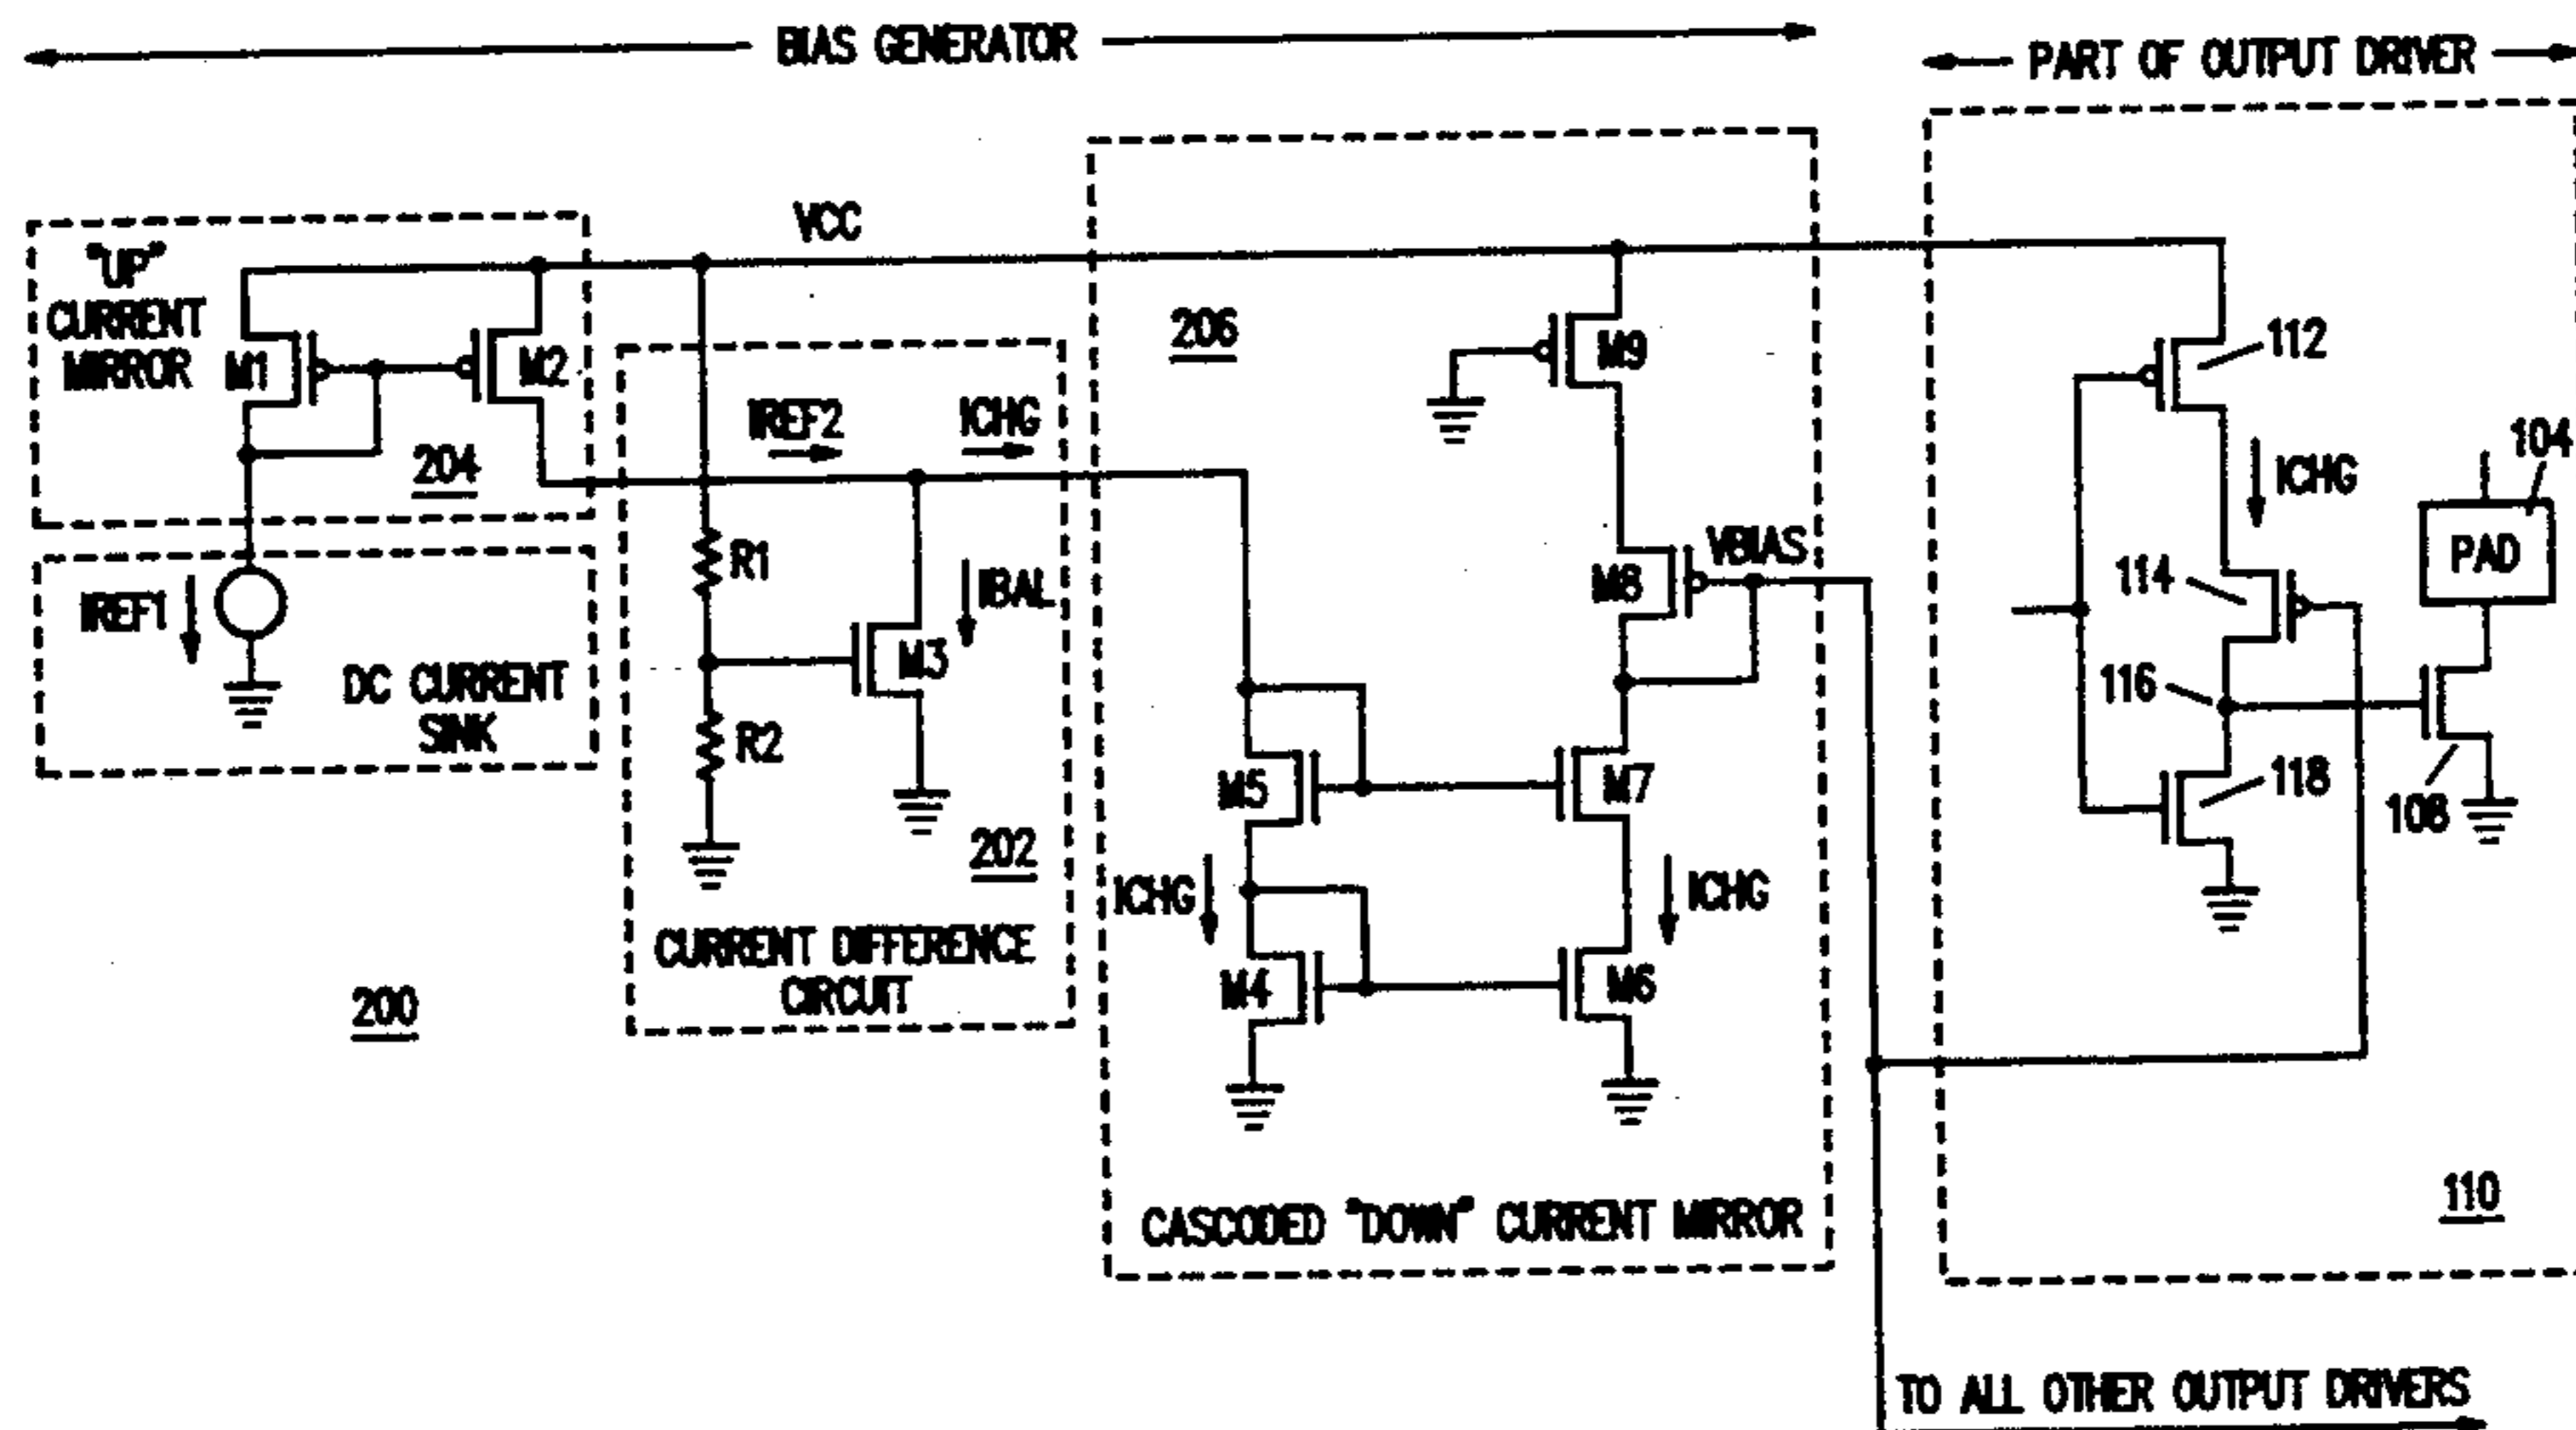 BIAS GENERATOR
PART OF OUTPUT DRIVER
VCC
"UP"
CURRENT
MIRROR
M1
M2
204
IREF1
DC CURRENT
SINK
200
IREF2
ICHG
R1
IBAL
M3
R2
202
CURRENT DIFFERENCE
CIRCUIT
206
M9
M8
VBIAS
M5
M7
ICHG
ICHG
M4
M6
CASCODED "DOWN" CURRENT MIRROR
112
104
ICHG
PAD
114
116
118
108
110
TO ALL OTHER OUTPUT DRIVERS